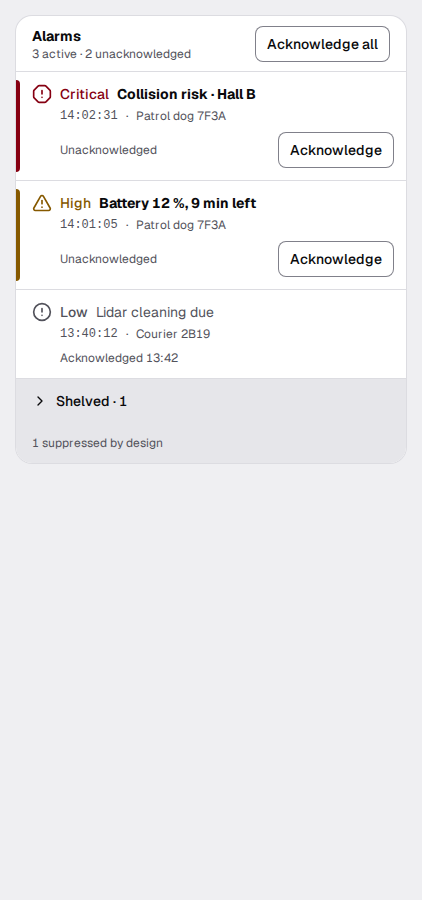 Alarms
3 active · 2 unacknowledged
Acknowledge all
Critical Collision risk · Hall B
14:02:31 · Patrol dog 7F3A
Unacknowledged
Acknowledge
High Battery 12 %, 9 min left
14:01:05 · Patrol dog 7F3A
Unacknowledged
Acknowledge
Low Lidar cleaning due
13:40:12 · Courier 2B19
Acknowledged 13:42
Shelved · 1
1 suppressed by design